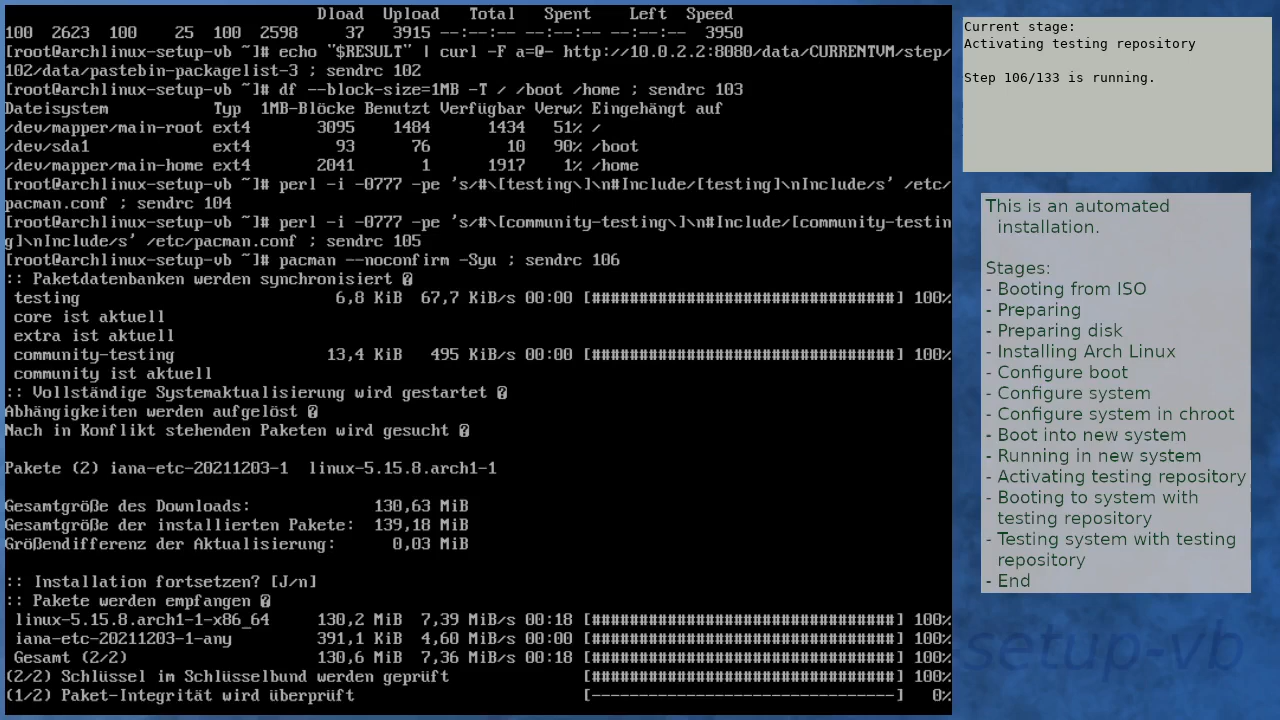 Dload  Upload   Total   Spent    Left  Speed
100  2623  100    25  100  2598     37   3915 --:--:-- --:--:-- --:--:--  3950
[root@archlinux-setup-vb ~]# echo "$RESULT" | curl -F a=@- http://10.0.2.2:8080/data/CURRENTVM/step/
102/data/pastebin-packagelist-3 ; sendrc 102
[root@archlinux-setup-vb ~]# df --block-size=1MB -T / /boot /home ; sendrc 103
Dateisystem           Typ  1MB-Blöcke Benutzt Verfügbar Verw% Eingehängt auf
/dev/mapper/main-root ext4       3095    1484      1434   51% /
/dev/sda1             ext4         93      76        10   90% /boot
/dev/mapper/main-home ext4       2041       1      1917    1% /home
[root@archlinux-setup-vb ~]# perl -i -0777 -pe 's/#\[testing\]\n#Include/[testing]\nInclude/s' /etc/
pacman.conf ; sendrc 104
[root@archlinux-setup-vb ~]# perl -i -0777 -pe 's/#\[community-testing\]\n#Include/[community-testin
g]\nInclude/s' /etc/pacman.conf ; sendrc 105
[root@archlinux-setup-vb ~]# pacman --noconfirm -Syu ; sendrc 106
:: Paketdatenbanken werden synchronisiert �
testing                           6,8 KiB  67,7 KiB/s 00:00 [################################] 100%
core ist aktuell
extra ist aktuell
community-testing                13,4 KiB   495 KiB/s 00:00 [################################] 100%
community ist aktuell
:: Vollständige Systemaktualisierung wird gestartet �
Abhängigkeiten werden aufgelöst �
Nach in Konflikt stehenden Paketen wird gesucht �
Pakete (2) iana-etc-20211203-1  linux-5.15.8.arch1-1
Gesamtgröße des Downloads:             130,63 MiB
Gesamtgröße der installierten Pakete:  139,18 MiB
Größendifferenz der Aktualisierung:      0,03 MiB
:: Installation fortsetzen? [J/n]
:: Pakete werden empfangen �
linux-5.15.8.arch1-1-x86_64     130,2 MiB  7,39 MiB/s 00:18 [################################] 100%
iana-etc-20211203-1-any         391,1 KiB  4,60 MiB/s 00:00 [################################] 100%
Gesamt (2/2)                    130,6 MiB  7,36 MiB/s 00:18 [################################] 100%
(2/2) Schlüssel im Schlüsselbund werden geprüft              [################################] 100%
(1/2) Paket-Integrität wird überprüft                        [--------------------------------]   0%
Current stage:
Activating testing repository
Step 106/133 is running.
This is an automated
installation.
Stages:
- Booting from ISO
- Preparing
- Preparing disk
- Installing Arch Linux
- Configure boot
- Configure system
- Configure system in chroot
- Boot into new system
- Running in new system
- Activating testing repository
- Booting to system with
testing repository
- Testing system with testing
repository
- End
setup-vb